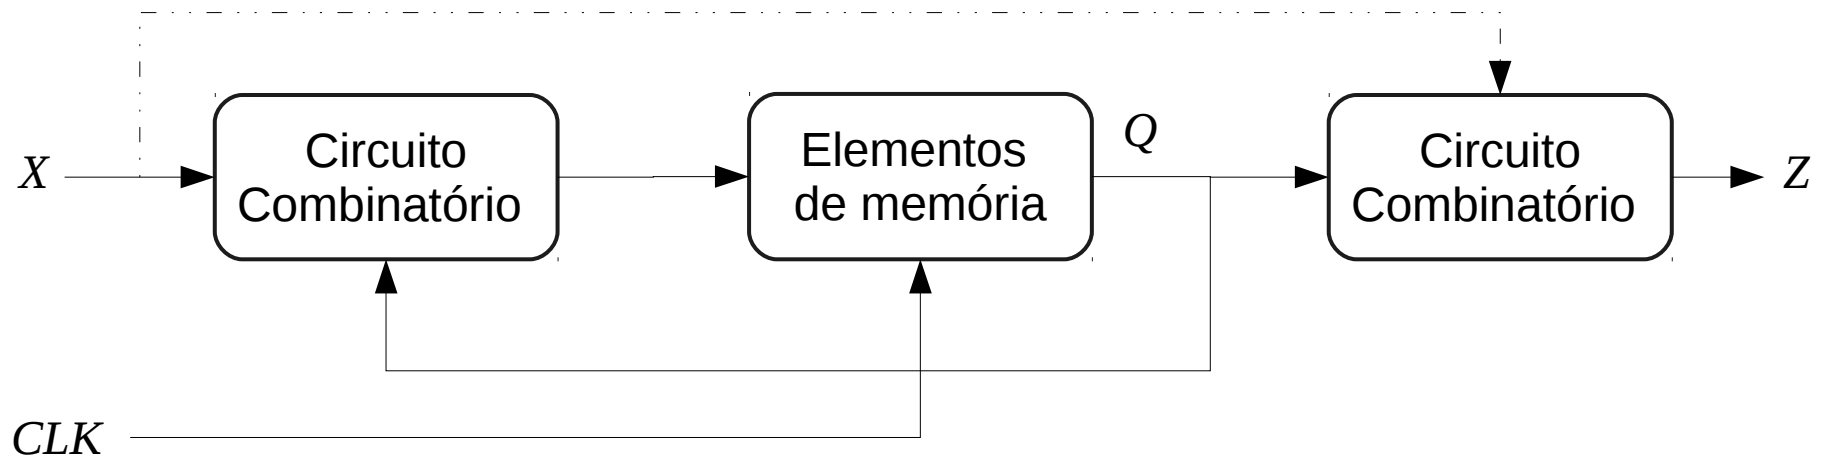 X
Circuito
Combinatório
Elementos
de memória
Q
Circuito
Combinatório
Z
CLK